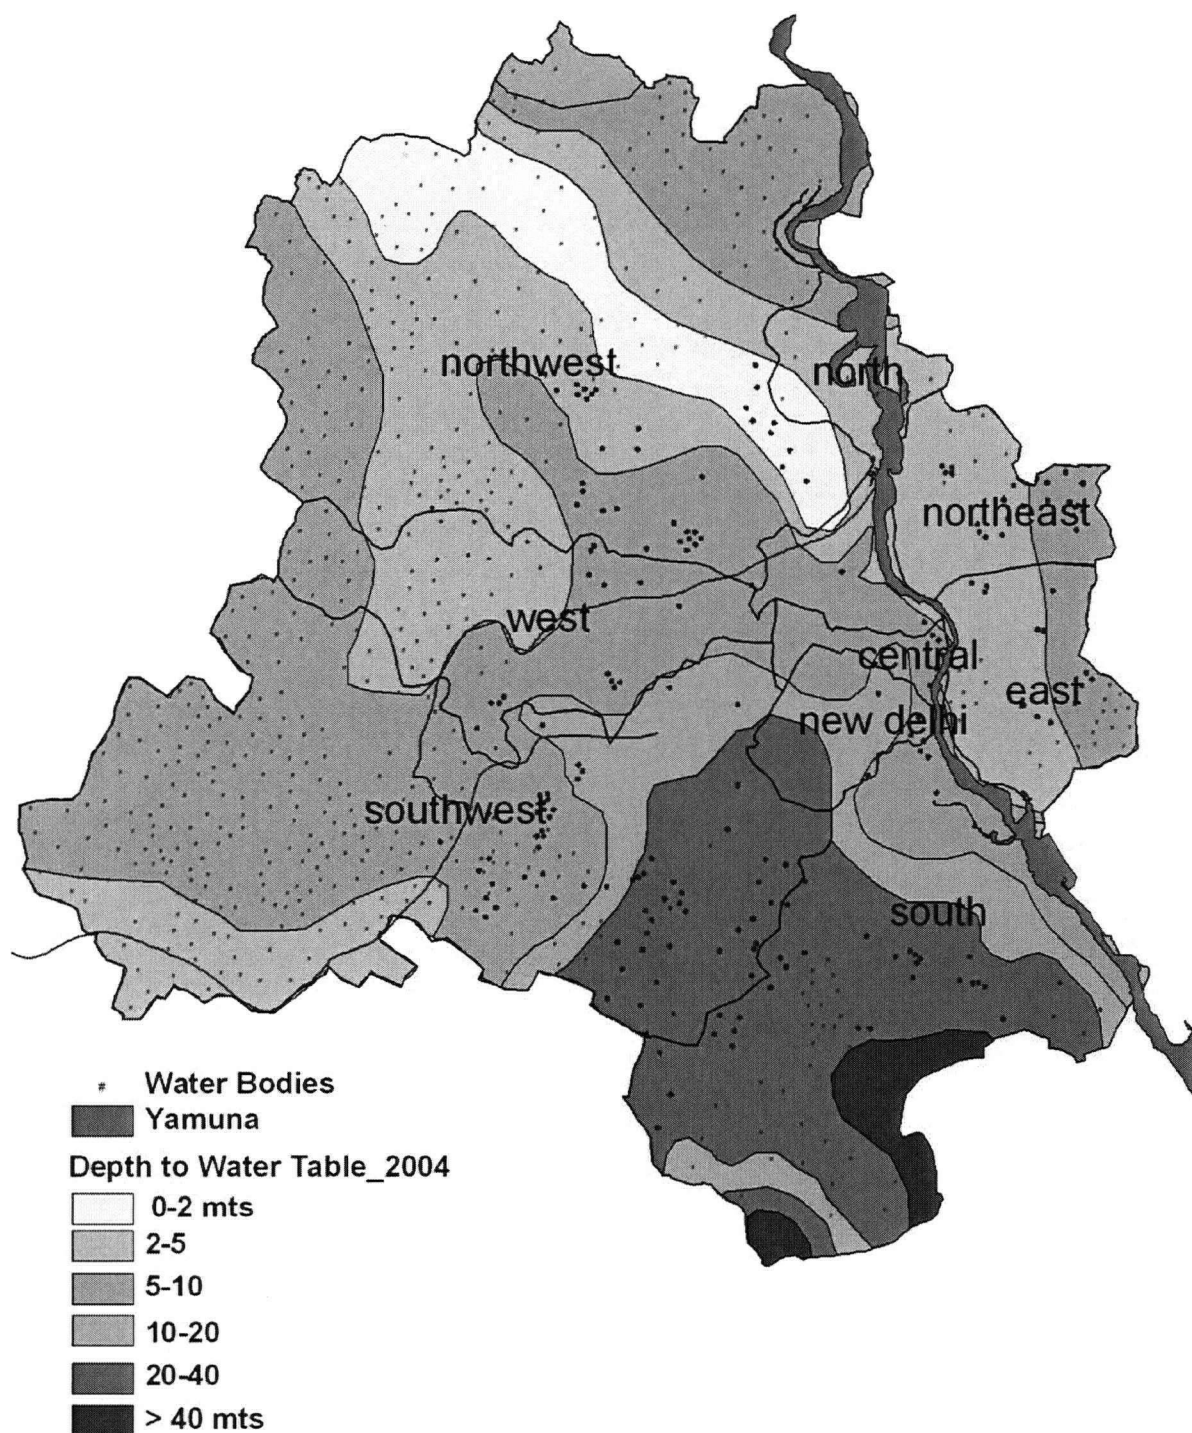 northwest
north
northeast
west
central
east
new delhi
southwest
south
Water Bodies
Yamuna
Depth to Water Table_2004
0-2 mts
2-5
5-10
10-20
20-40
> 40 mts